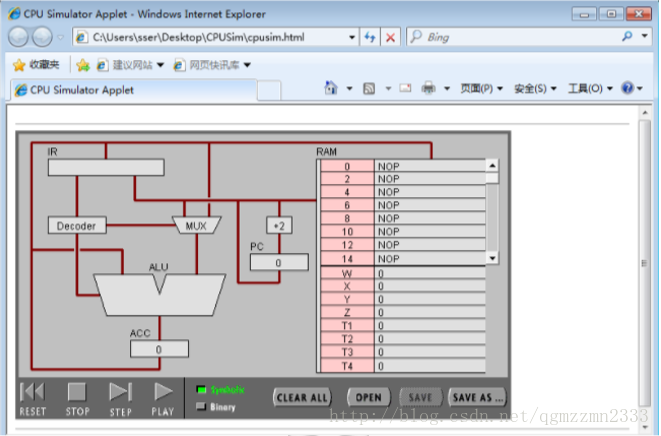 CPU Simulator Applet - Windows Internet Explorer
C:\Users\sser\Desktop\CPUSim\cpusim.html
Bing
收藏夹 建议网站 网页快讯库
CPU Simulator Applet
页面(P) 安全(S) 工具(O)
IR
RAM
0 NOP
2 NOP
4 NOP
6 NOP
8 NOP
10 NOP
12 NOP
14 NOP
Decoder
MUX
+2
PC
0
ALU
ACC
0
W 0
X 0
Y 0
Z 0
T1 0
T2 0
T3 0
T4 0
RESET STOP STEP PLAY
Symbolic
Binary
CLEAR ALL OPEN SAVE SAVE AS ...
http://blog.csdn.net/qgmzzmn2333